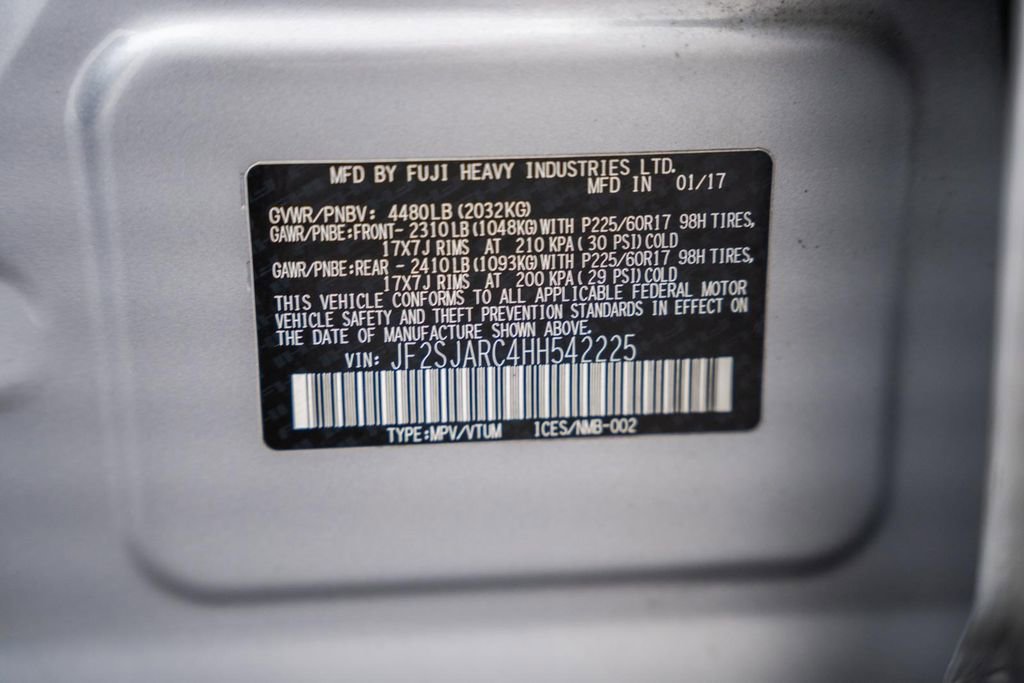 MFD BY FUJI HEAVY INDUSTRIES LTD.
MFD IN 01/17
GVWR/PNBV: 4480LB(2032KG)
GAWR/PNBE:FRONT- 2310LB(1048KG)WITH P225/60R17 98H TIRES,
17X7J RIMS AT 210 KPA(30 PSI)COLD
GAWR/PNBE:REAR - 2410LB(1093KG)WITH P225/60R17 98H TIRES,
17X7J RIMS AT 200 KPA(29 PSI)COLD
THIS VEHICLE CONFORMS TO ALL APPLICABLE FEDERAL MOTOR
VEHICLE SAFETY AND THEFT PREVENTION STANDARDS IN EFFECT ON
THE DATE OF MANUFACTURE SHOWN ABOVE.
VIN: JF2SJARC4HH542225
TYPE:MPV/VTUM ICES/NMB-002